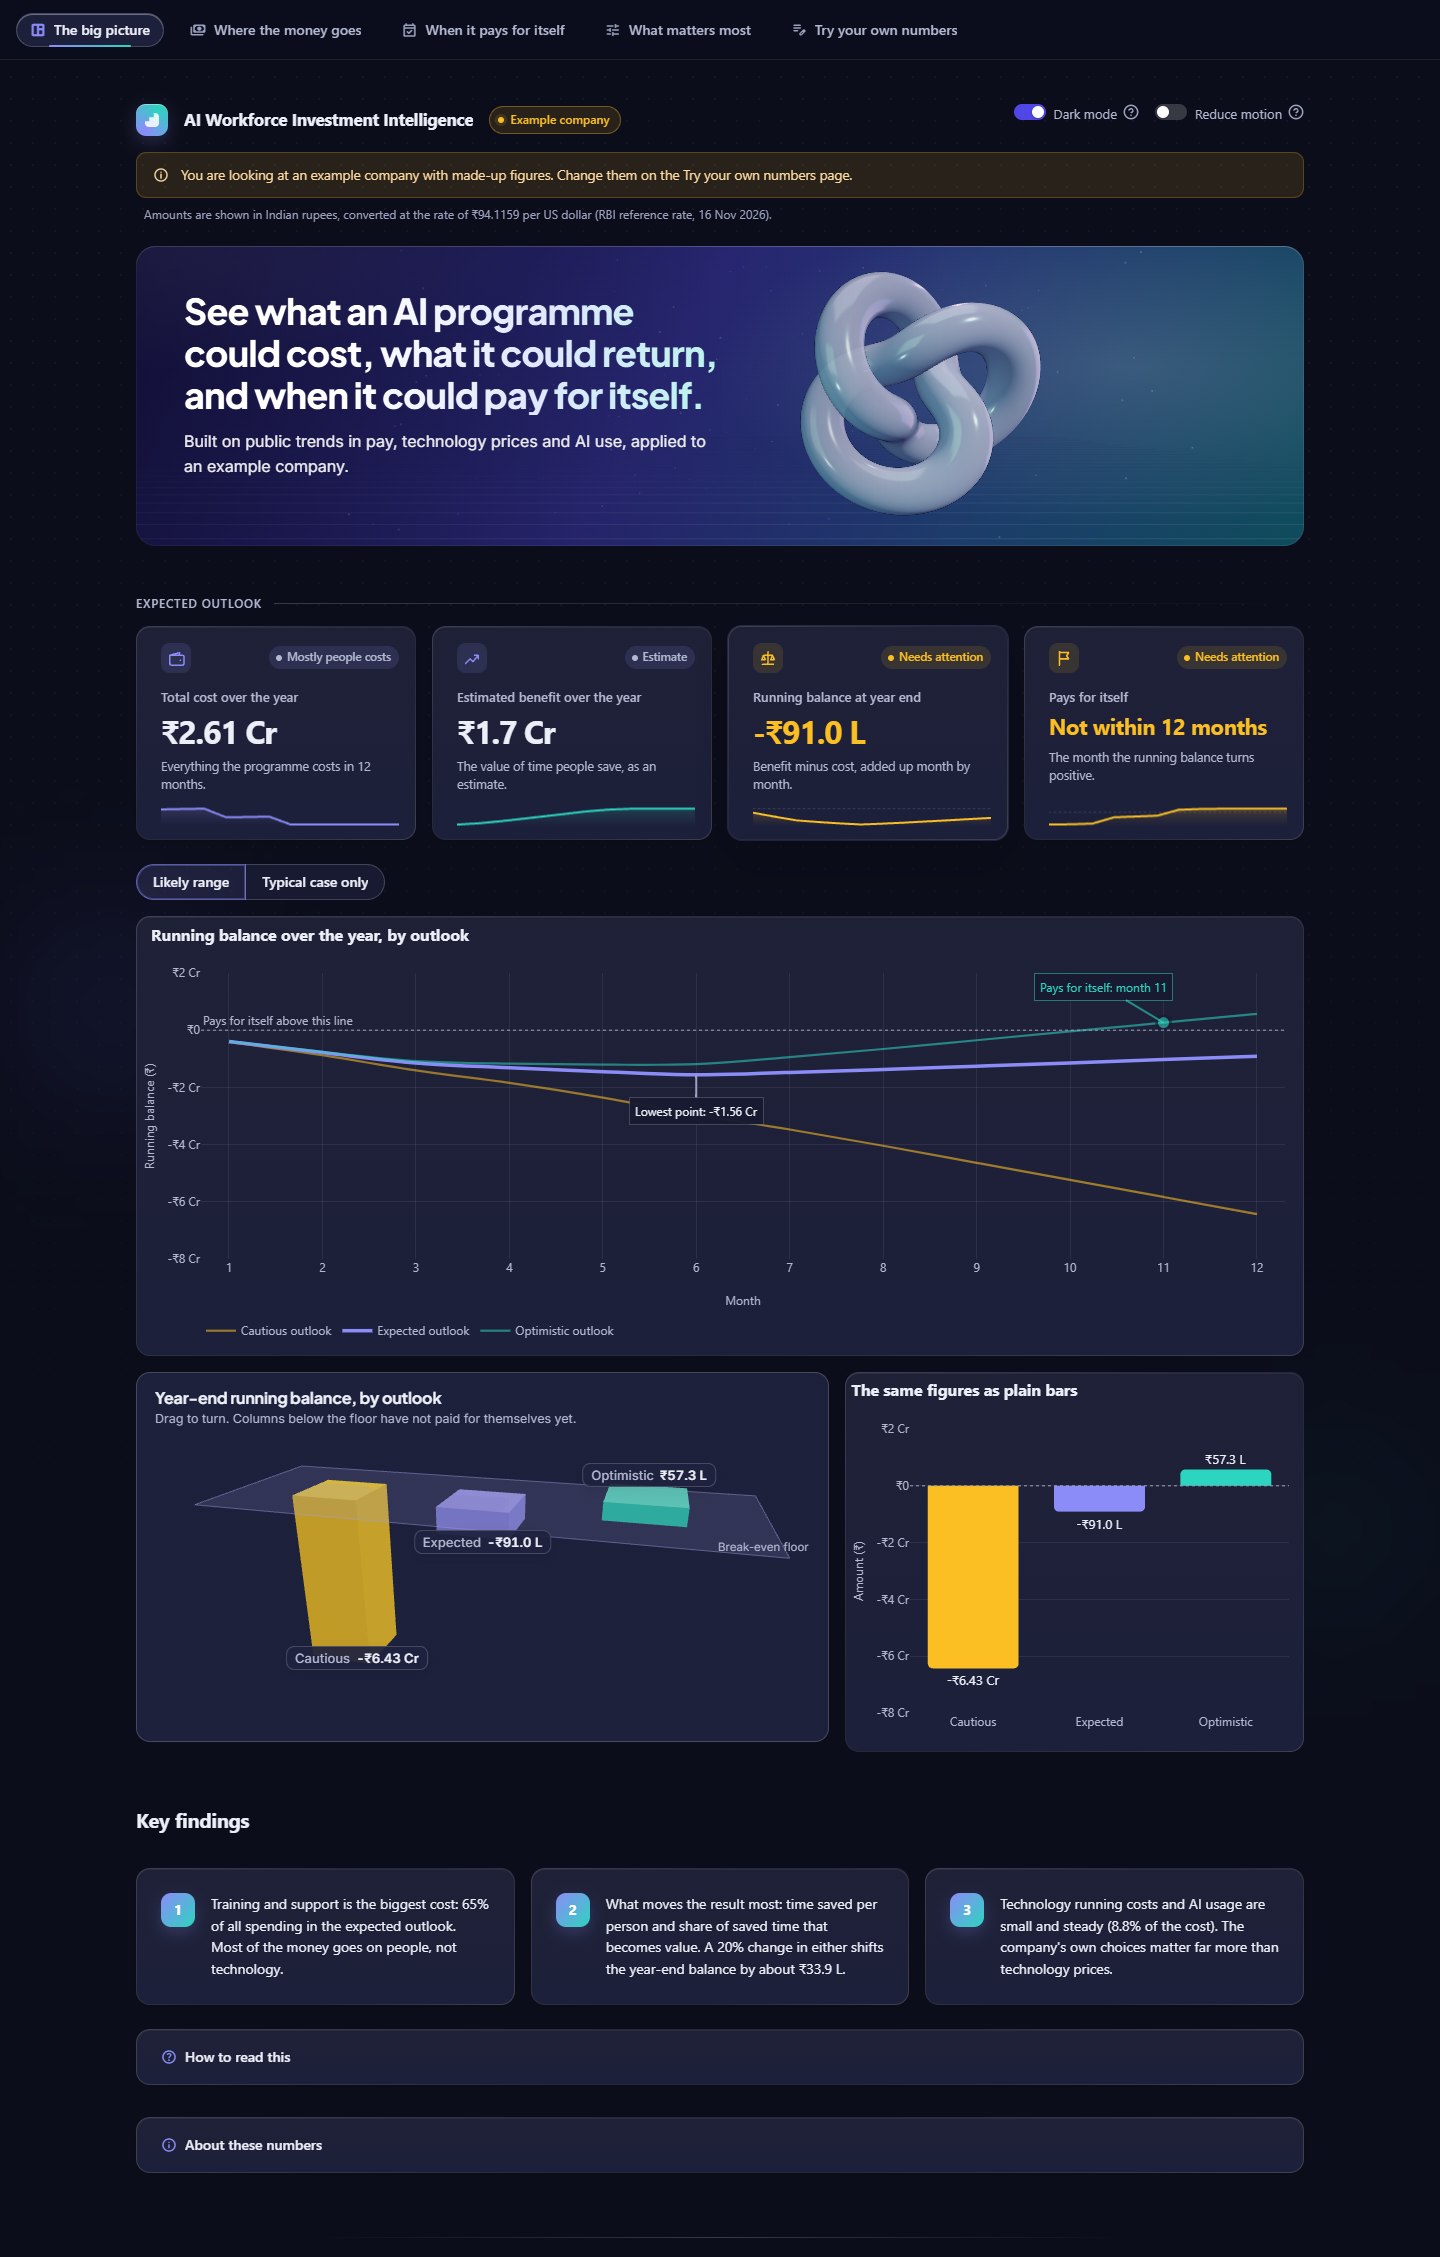 The big picture
Where the money goes
When it pays for itself
What matters most
Try your own numbers
AI Workforce Investment Intelligence
Example company
Dark mode
Reduce motion
You are looking at an example company with made-up figures. Change them on the Try your own numbers page.
Amounts are shown in Indian rupees, converted at the rate of ₹94.1159 per US dollar (RBI reference rate, 16 Nov 2026).
See what an AI programme
could cost, what it could return,
and when it could pay for itself.
Built on public trends in pay, technology prices and AI use, applied to
an example company.
EXPECTED OUTLOOK
Mostly people costs
Total cost over the year
₹2.61 Cr
Everything the programme costs in 12
months.
Estimate
Estimated benefit over the year
₹1.7 Cr
The value of time people save, as an
estimate.
Needs attention
Running balance at year end
-₹91.0 L
Benefit minus cost, added up month by
month.
Needs attention
Pays for itself
Not within 12 months
The month the running balance turns
positive.
Likely range
Typical case only
Running balance over the year, by outlook
₹2 Cr
₹0
-₹2 Cr
-₹4 Cr
-₹6 Cr
-₹8 Cr
Running balance (₹)
Pays for itself above this line
Pays for itself: month 11
Lowest point: -₹1.56 Cr
1 2 3 4 5 6 7 8 9 10 11 12
Month
Cautious outlook
Expected outlook
Optimistic outlook
Year-end running balance, by outlook
Drag to turn. Columns below the floor have not paid for themselves yet.
Optimistic ₹57.3 L
Expected -₹91.0 L
Break-even floor
Cautious -₹6.43 Cr
The same figures as plain bars
₹2 Cr
₹0
-₹2 Cr
-₹4 Cr
-₹6 Cr
-₹8 Cr
Amount (₹)
₹57.3 L
-₹91.0 L
-₹6.43 Cr
Cautious
Expected
Optimistic
Key findings
1
Training and support is the biggest cost: 65%
of all spending in the expected outlook.
Most of the money goes on people, not
technology.
2
What moves the result most: time saved per
person and share of saved time that
becomes value. A 20% change in either shifts
the year-end balance by about ₹33.9 L.
3
Technology running costs and AI usage are
small and steady (8.8% of the cost). The
company's own choices matter far more than
technology prices.
How to read this
About these numbers